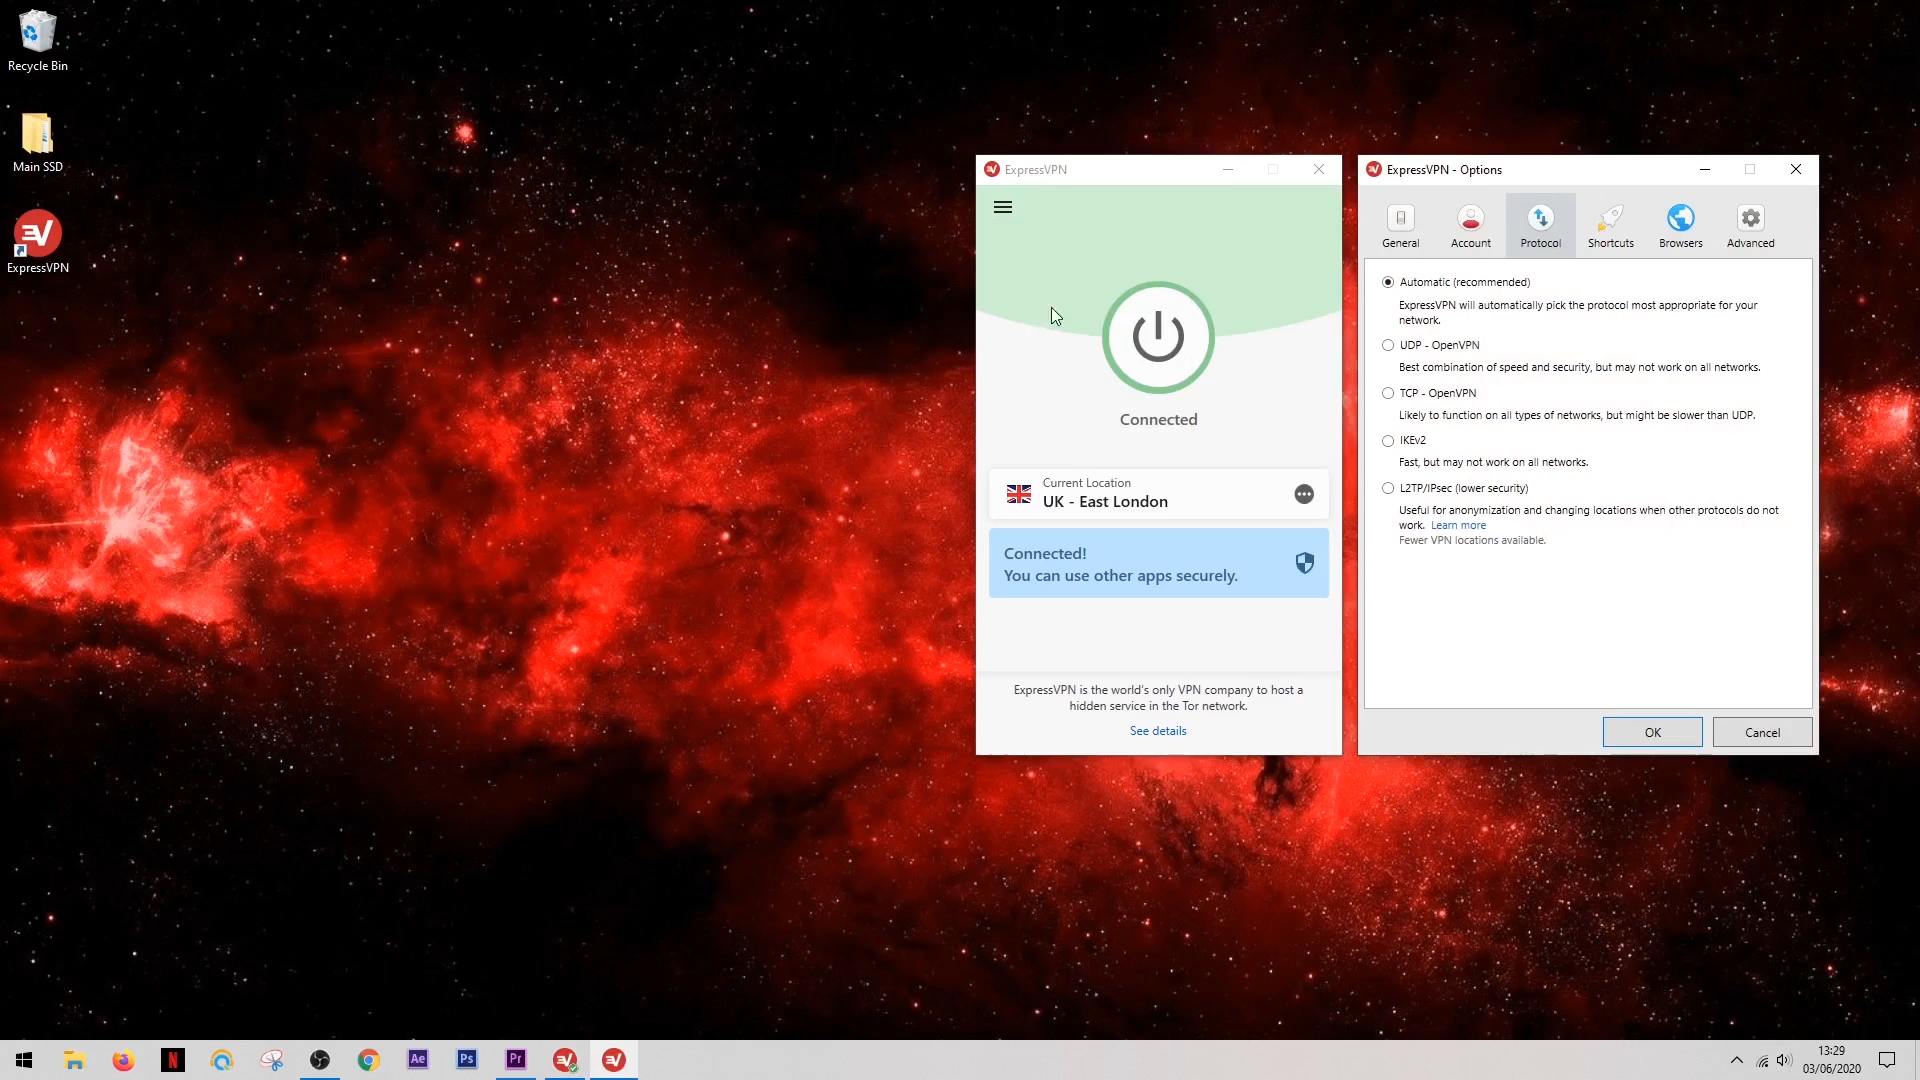 Recycle Bin
Main SSD
ExpressVPN
ExpressVPN
Connected
Current Location
UK - East London
Connected!
You can use other apps securely.
ExpressVPN is the world's only VPN company to host a
hidden service in the Tor network.
See details
ExpressVPN - Options
General
Account
Protocol
Shortcuts
Browsers
Advanced
Automatic (recommended)
ExpressVPN will automatically pick the protocol most appropriate for your
network.
UDP - OpenVPN
Best combination of speed and security, but may not work on all networks.
TCP - OpenVPN
Likely to function on all types of networks, but might be slower than UDP.
IKEv2
Fast, but may not work on all networks.
L2TP/IPsec (lower security)
Useful for anonymization and changing locations when other protocols do not
work. Learn more
Fewer VPN locations available.
OK
Cancel
N
Ae
Ps
Pr
13:29
03/06/2020